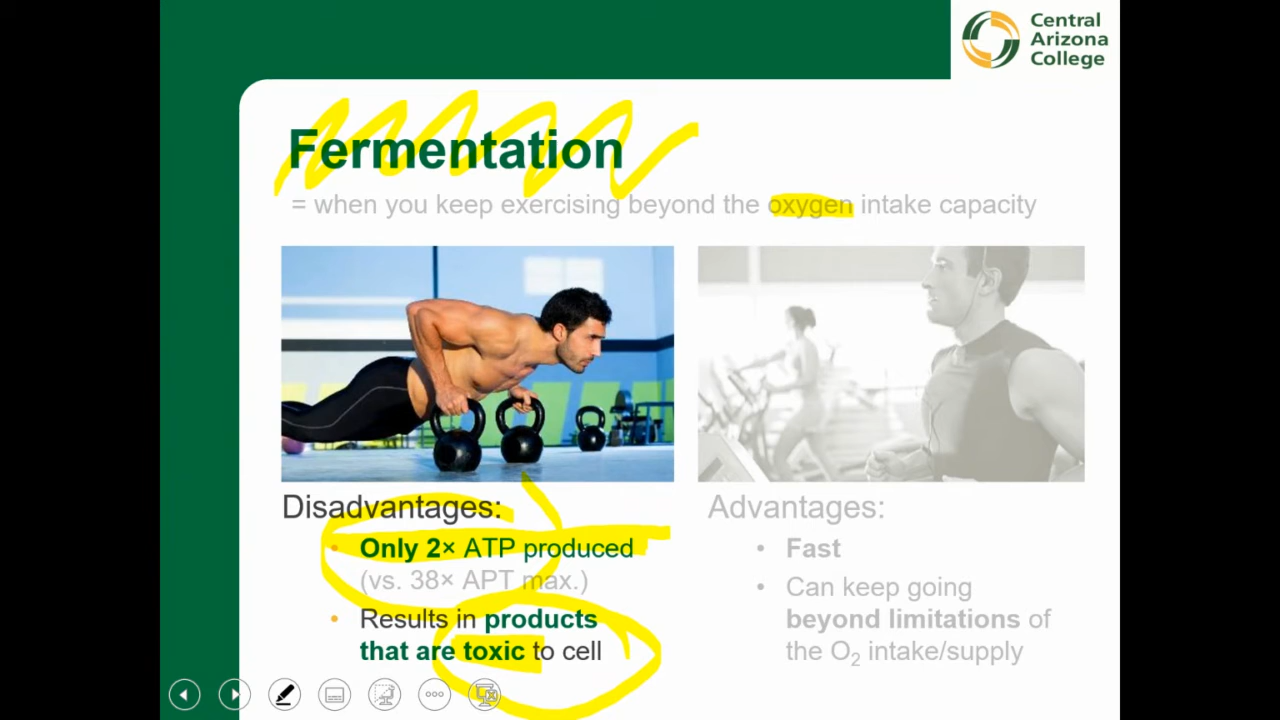 Central
Arizona
College
Fermentation
= when you keep exercising beyond the oxygen intake capacity
Disadvantages:
• Only 2× ATP produced
(vs. 38× APT max.)
• Results in products
that are toxic to cell
Advantages:
• Fast
• Can keep going
beyond limitations of
the O₂ intake/supply